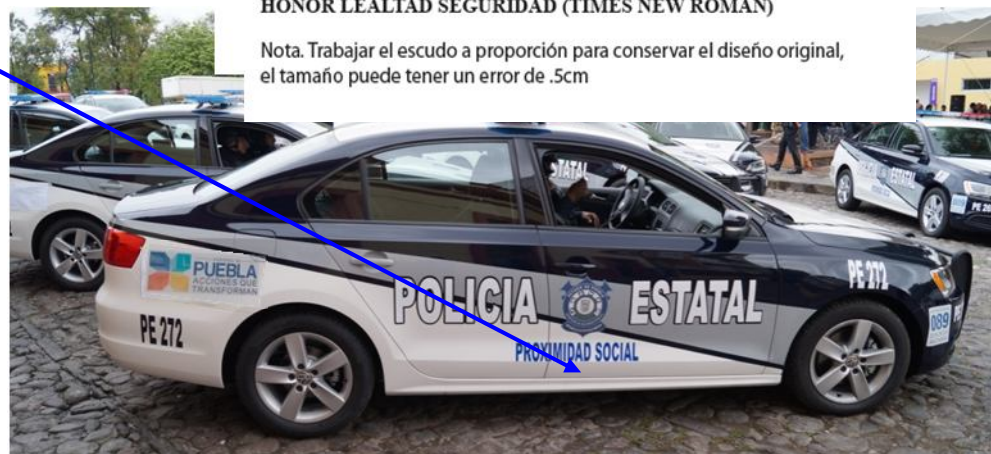 HONOR LEALTAD SEGURIDAD (TIMES NEW ROMAN)
Nota. Trabajar el escudo a proporción para conservar el diseño original,
el tamaño puede tener un error de .5cm
STATAL
ESTATAL
PE 26
PUEBLA
ACCIONES QUE
TRANSFORMAN
PE 272
POLICIA ESTATAL
PROXIMIDAD SOCIAL
PE 272
089